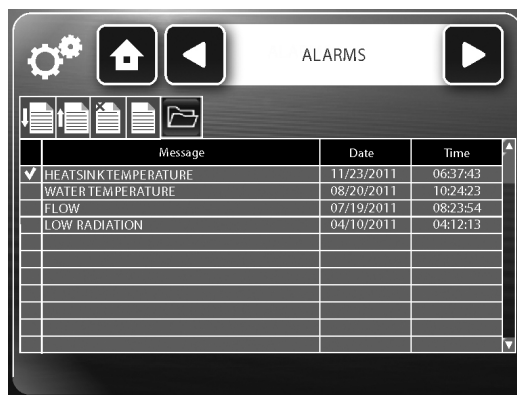 ALARMS
Message Date Time
HEATSINK TEMPERATURE 11/23/2011 06:37:43
WATER TEMPERATURE 08/20/2011 10:24:23
FLOW 07/19/2011 08:23:54
LOW RADIATION 04/10/2011 04:12:13